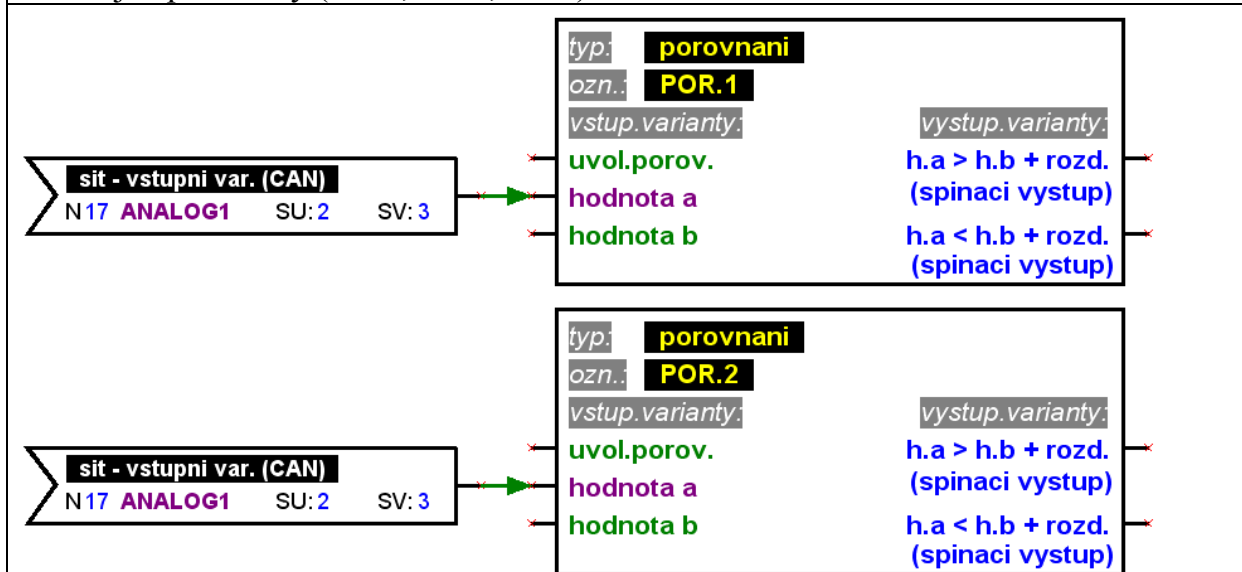 typ: porovnani
ozn.: POR.1
vstup.varianty: vystup.varianty:
uvol.porov. h.a > h.b + rozd.
(spinaci vystup)
hodnota a
hodnota b h.a < h.b + rozd.
(spinaci vystup)
sit - vstupni var. (CAN)
N 17 ANALOG1 SU: 2 SV: 3
typ: porovnani
ozn.: POR.2
vstup.varianty: vystup.varianty:
uvol.porov. h.a > h.b + rozd.
(spinaci vystup)
hodnota a
hodnota b h.a < h.b + rozd.
(spinaci vystup)
sit - vstupni var. (CAN)
N 17 ANALOG1 SU: 2 SV: 3